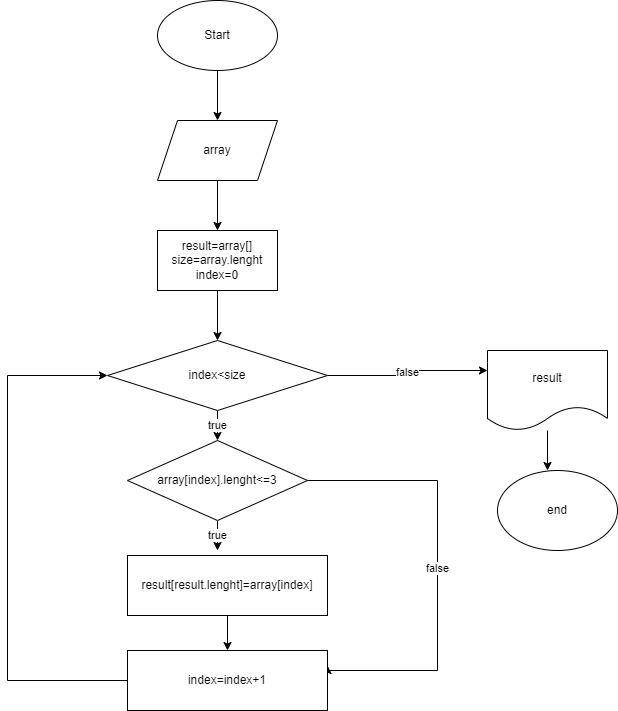 Start
array
result=array[]
size=array.lenght
index=0
index<size
false
result
true
array[index].lenght<=3
end
true
false
result[result.lenght]=array[index]
index=index+1